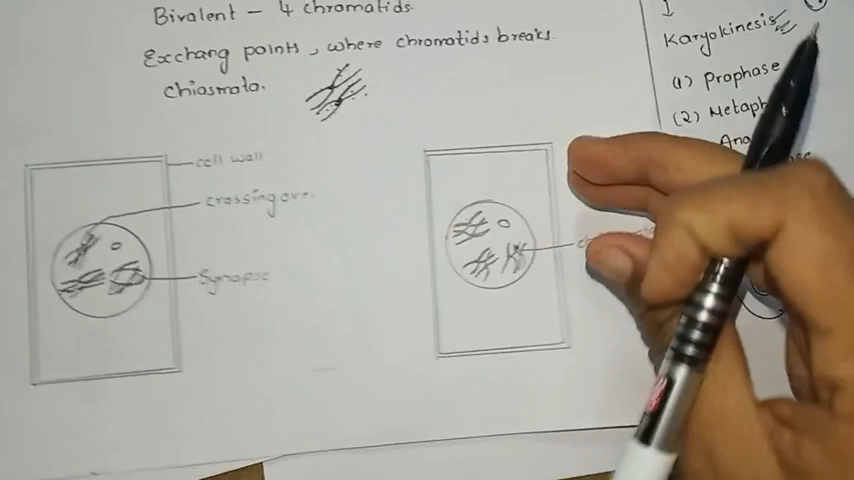 Bivalent - 4 chromatids.
Exchang points, where chromatids breaks
chiasmata.
cell wall
crossing over.
Synapse
Karyokinesis
(1) Prophase
(2) Metaph
Ana